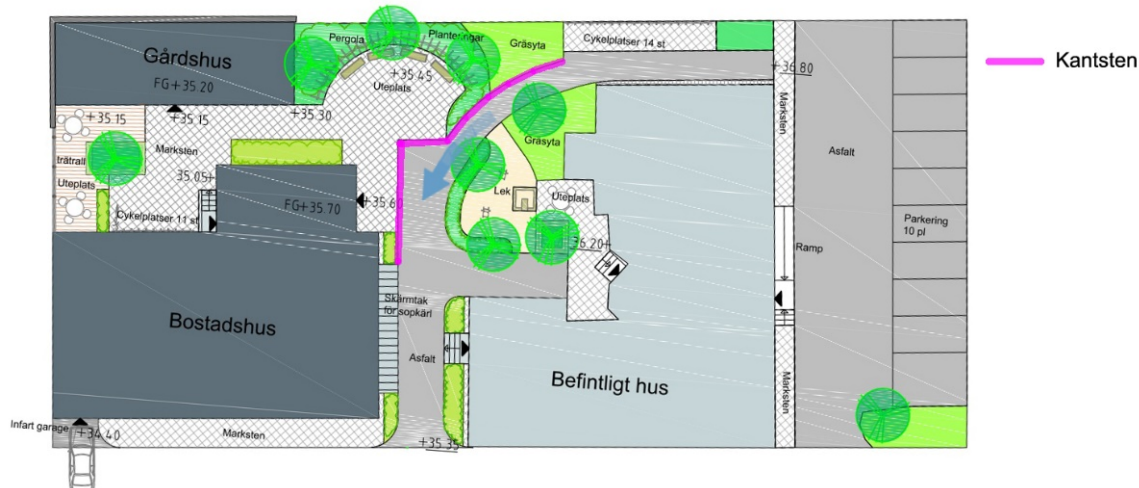 Gårdshus
FG+35.20
Pergola
Planteringar
Gräsyta
Cykelplatser 14 st
+36.80
Kantsten
+35.45
Uteplats
+35.15
+35.15
+35.30
Marksten
träträll
Uteplats
35.05+
Cykelplatser 11 st
FG+35.70
+35.60
Gräsyta
Lek
Uteplats
36.20+
Marksten
Asfalt
Ramp
Parkering
10 pl
Bostadshus
Skärmtak
för sopkärl
Asfalt
Befintligt hus
Marksten
Infart garage
+34.40
Marksten
+35.35